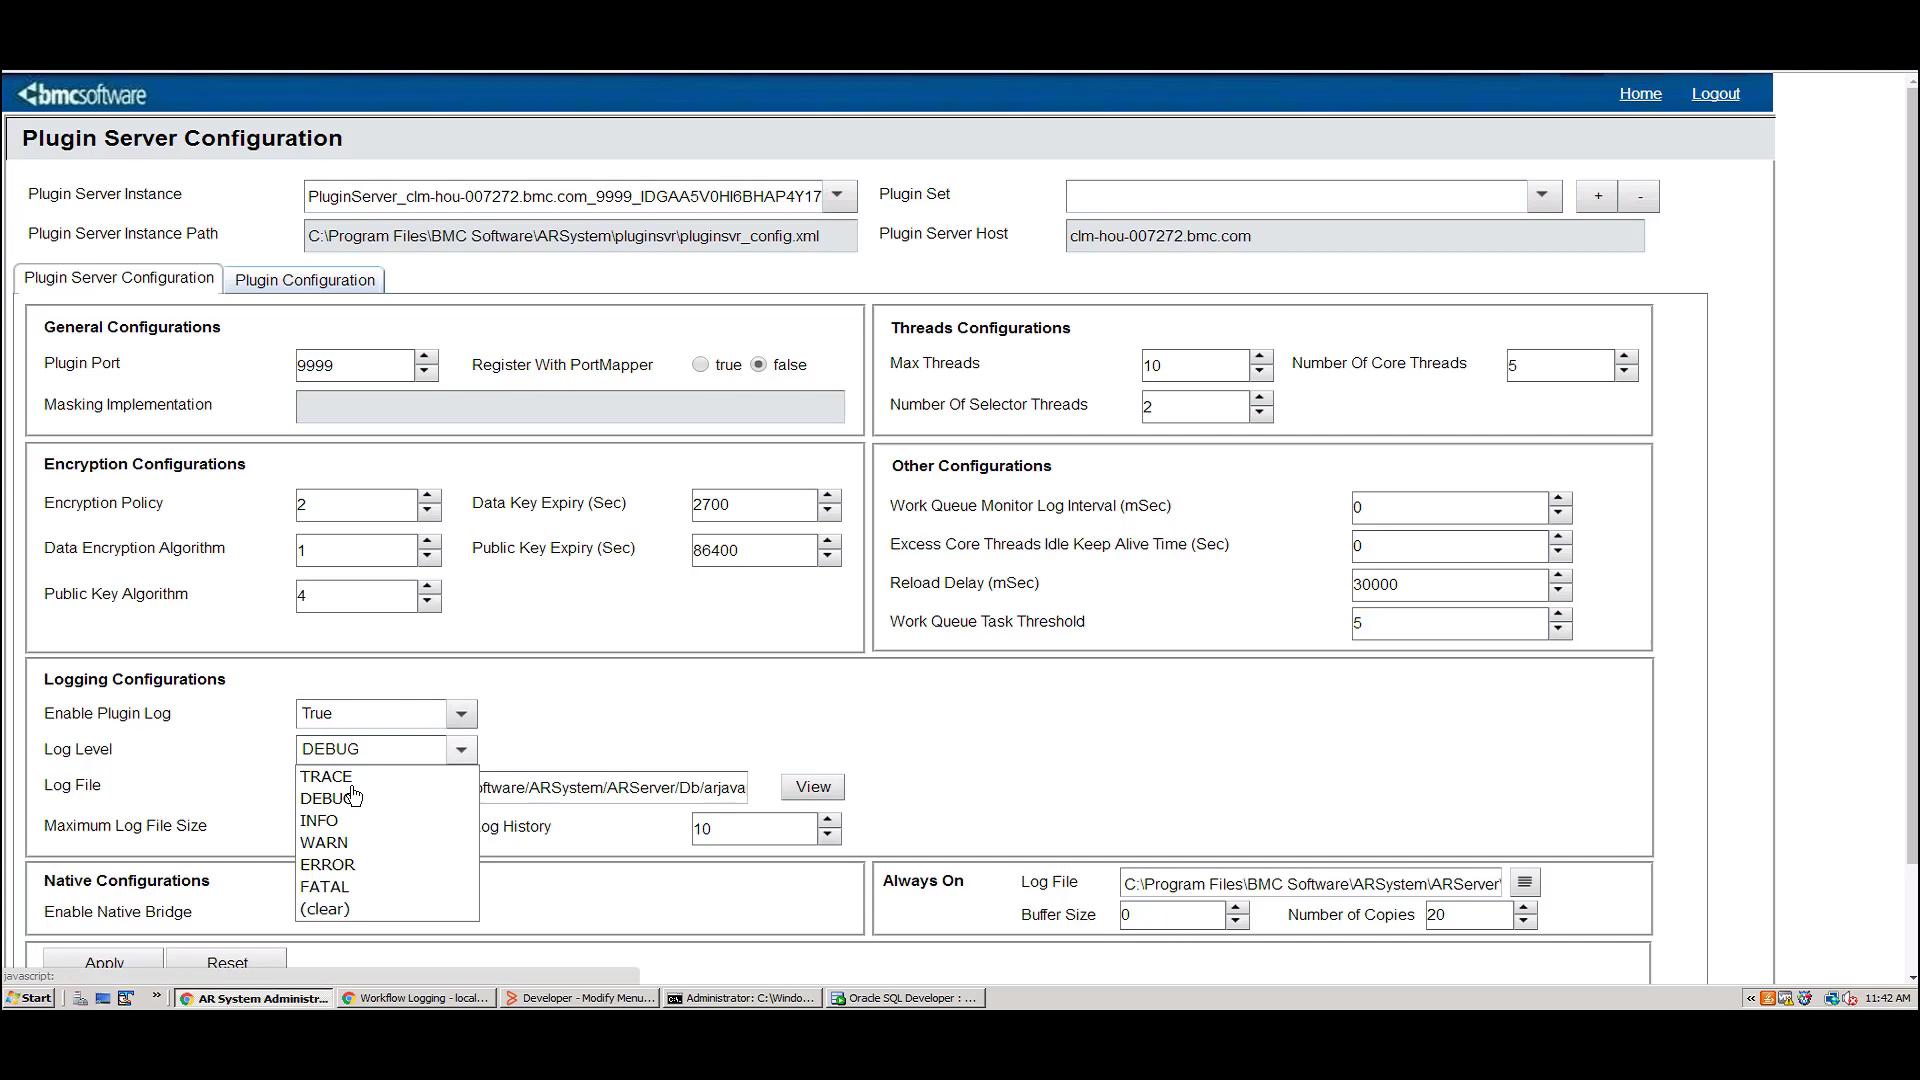 bmcsoftware
Home Logout
Plugin Server Configuration
Plugin Server Instance PluginServer_clm-hou-007272.bmc.com_9999_IDGAA5V0HI6BHAP4Y17 Plugin Set + -
Plugin Server Instance Path C:\Program Files\BMC Software\ARSystem\pluginsvr\pluginsvr_config.xml Plugin Server Host clm-hou-007272.bmc.com
Plugin Server Configuration Plugin Configuration
General Configurations Threads Configurations
Plugin Port 9999 Register With PortMapper true false Max Threads 10 Number Of Core Threads 5
Masking Implementation Number Of Selector Threads 2
Encryption Configurations Other Configurations
Encryption Policy 2 Data Key Expiry (Sec) 2700 Work Queue Monitor Log Interval (mSec) 0
Data Encryption Algorithm 1 Public Key Expiry (Sec) 86400 Excess Core Threads Idle Keep Alive Time (Sec) 0
Public Key Algorithm 4 Reload Delay (mSec) 30000
Work Queue Task Threshold 5
Logging Configurations
Enable Plugin Log True
Log Level DEBUG
TRACE
Log File oftware/ARSystem/ARServer/Db/arjava View
DEBUG
INFO
Maximum Log File Size Log History 10
WARN
ERROR
FATAL
(clear)
Native Configurations Always On Log File C:\Program Files\BMC Software\ARSystem\ARServer\
Enable Native Bridge Buffer Size 0 Number of Copies 20
Apply Reset
javascript:
Start » AR System Administr... Workflow Logging - local... Developer - Modify Menu... Administrator: C:\Windo... Oracle SQL Developer : ... « 11:42 AM